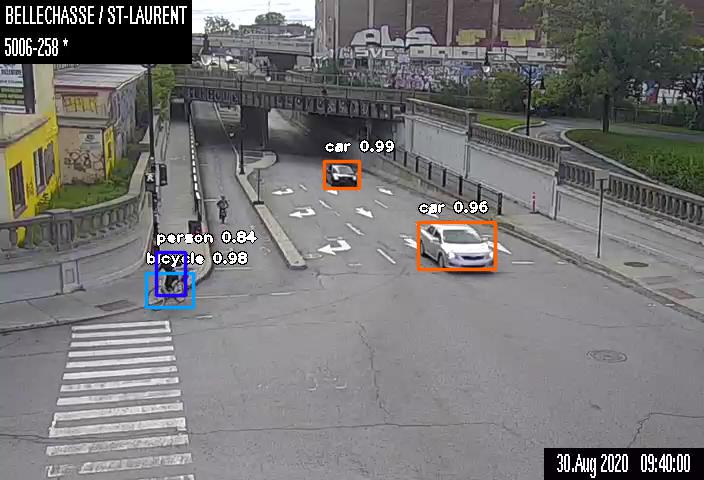 BELLECHASSE / ST-LAURENT
5006-258 *
car 0.99
car 0.96
person 0.84
bicycle 0.98
30.Aug 2020 09:40:00